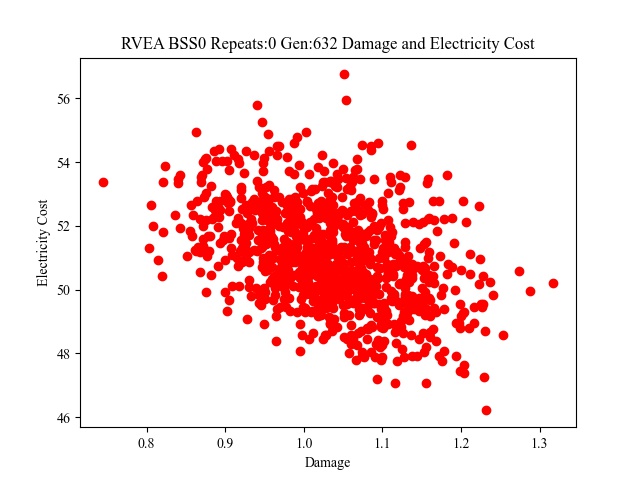 RVEA BSS0 Repeats:0 Gen:632 Damage and Electricity Cost
56
54
52
50
48
46
Electricity Cost
0.8 0.9 1.0 1.1 1.2 1.3
Damage